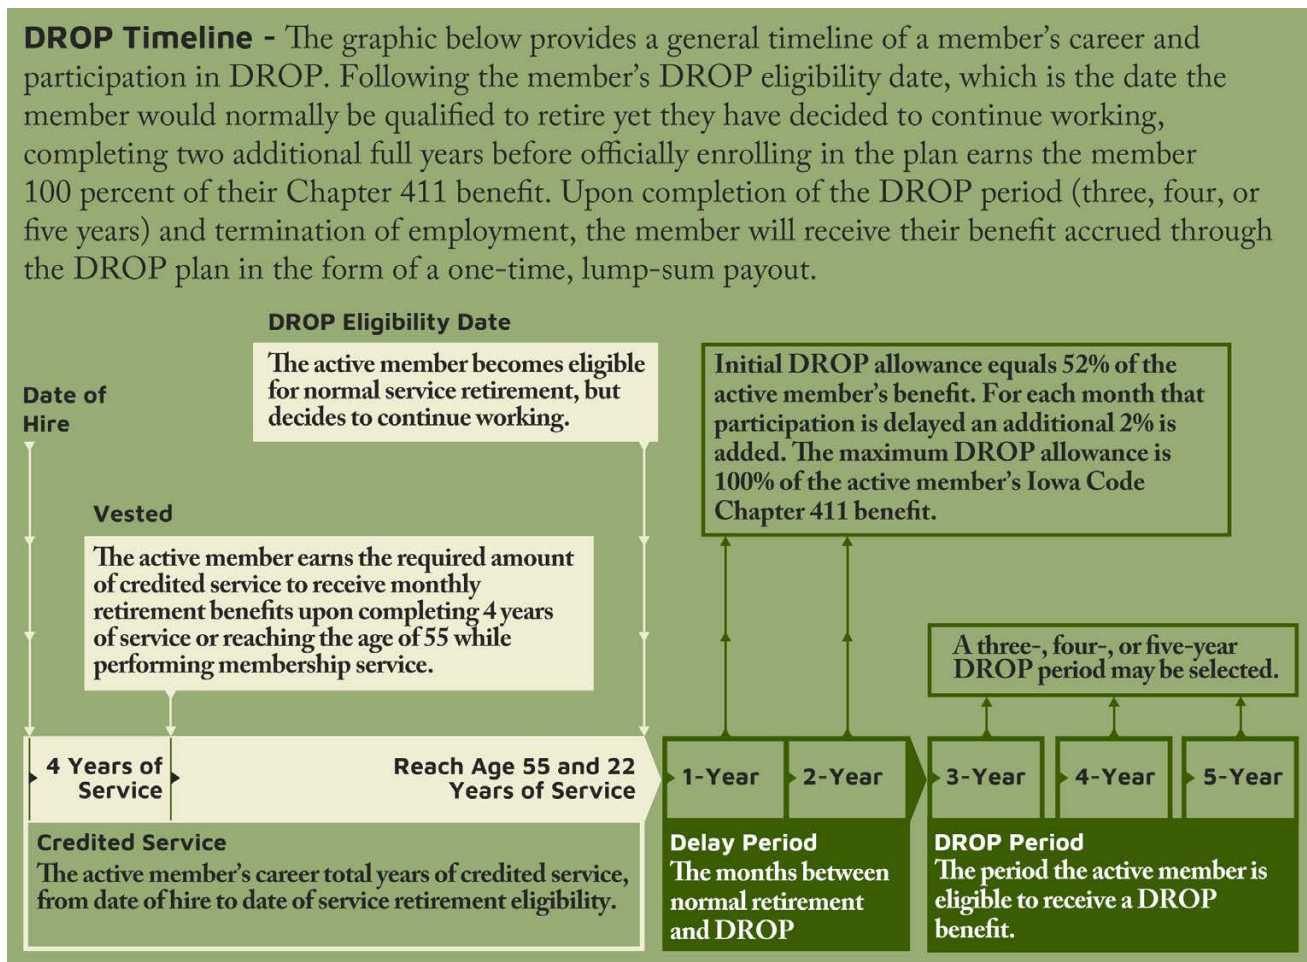 DROP Timeline - The graphic below provides a general timeline of a member's career and
participation in DROP. Following the member's DROP eligibility date, which is the date the
member would normally be qualified to retire yet they have decided to continue working,
completing two additional full years before officially enrolling in the plan earns the member
100 percent of their Chapter 411 benefit. Upon completion of the DROP period (three, four, or
five years) and termination of employment, the member will receive their benefit accrued through
the DROP plan in the form of a one-time, lump-sum payout.
Date of
Hire
Vested
The active member earns the required amount
of credited service to receive monthly
retirement benefits upon completing 4 years
of service or reaching the age of 55 while
performing membership service.
DROP Eligibility Date
The active member becomes eligible
for normal service retirement, but
decides to continue working.
Initial DROP allowance equals 52% of the
active member's benefit. For each month that
participation is delayed an additional 2% is
added. The maximum DROP allowance is
100% of the active member's Iowa Code
Chapter 411 benefit.
A three-, four-, or five-year
DROP period may be selected.
4 Years of
Service
Reach Age 55 and 22
Years of Service
1-Year
2-Year
3-Year
4-Year
5-Year
Credited Service
The active member's career total years of credited service,
from date of hire to date of service retirement eligibility.
Delay Period
The months between
normal retirement
and DROP
DROP Period
The period the active member is
eligible to receive a DROP
benefit.